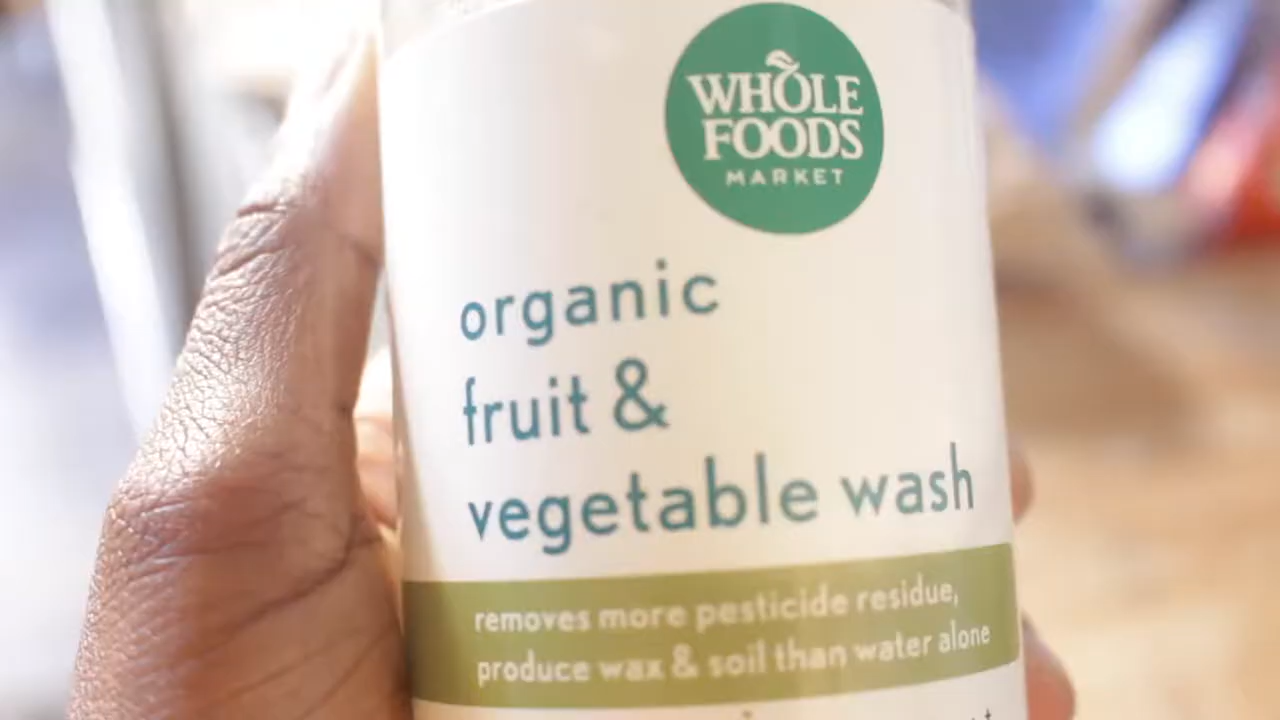 WHOLE
FOODS
MARKET
organic
fruit &
vegetable wash
removes more pesticide residue,
produce wax & soil than water alone